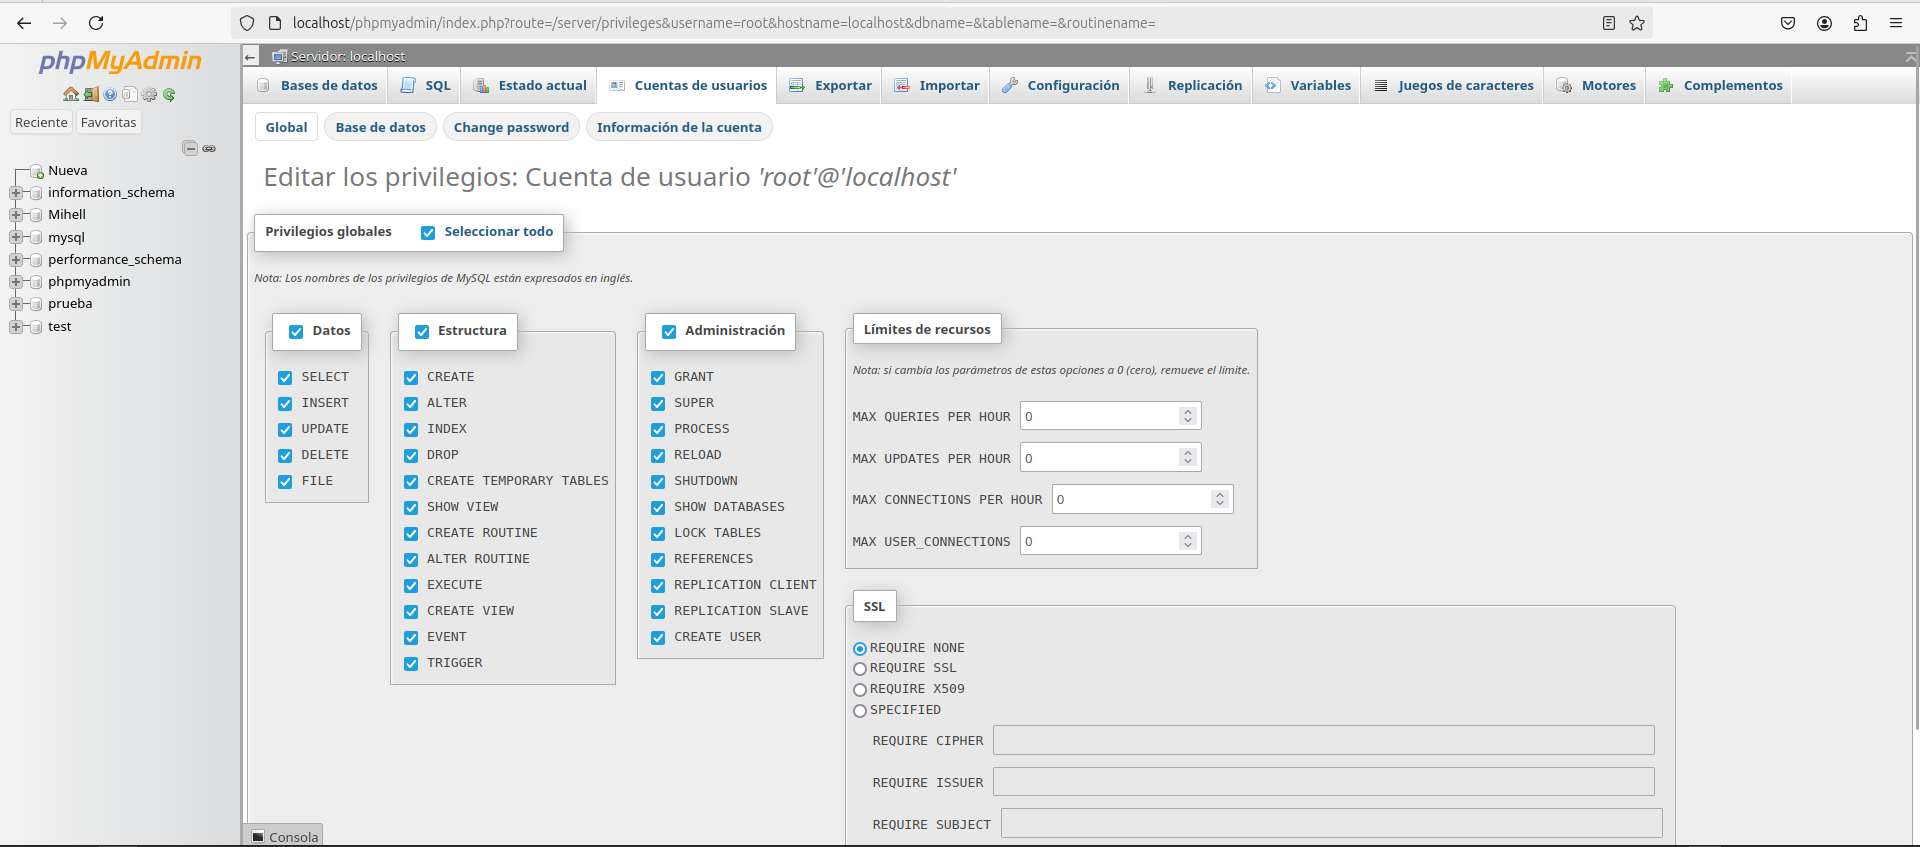 localhost/phpmyadmin/index.php?route=/server/privileges&username=root&hostname=localhost&dbname=&tablename=&routinename=
phpMyAdmin
Reciente Favoritas
Nueva
information_schema
Mihell
mysql
performance_schema
phpmyadmin
prueba
test
Servidor: localhost
Bases de datos SQL Estado actual Cuentas de usuarios Exportar Importar Configuración Replicación Variables Juegos de caracteres Motores Complementos
Global Base de datos Change password Información de la cuenta
Editar los privilegios: Cuenta de usuario 'root'@'localhost'
Privilegios globales Seleccionar todo
Nota: Los nombres de los privilegios de MySQL están expresados en inglés.
Datos
SELECT
INSERT
UPDATE
DELETE
FILE
Estructura
CREATE
ALTER
INDEX
DROP
CREATE TEMPORARY TABLES
SHOW VIEW
CREATE ROUTINE
ALTER ROUTINE
EXECUTE
CREATE VIEW
EVENT
TRIGGER
Administración
GRANT
SUPER
PROCESS
RELOAD
SHUTDOWN
SHOW DATABASES
LOCK TABLES
REFERENCES
REPLICATION CLIENT
REPLICATION SLAVE
CREATE USER
Límites de recursos
Nota: si cambia los parámetros de estas opciones a 0 (cero), remueve el límite.
MAX QUERIES PER HOUR 0
MAX UPDATES PER HOUR 0
MAX CONNECTIONS PER HOUR 0
MAX USER_CONNECTIONS 0
SSL
REQUIRE NONE
REQUIRE SSL
REQUIRE X509
SPECIFIED
REQUIRE CIPHER
REQUIRE ISSUER
REQUIRE SUBJECT
Consola